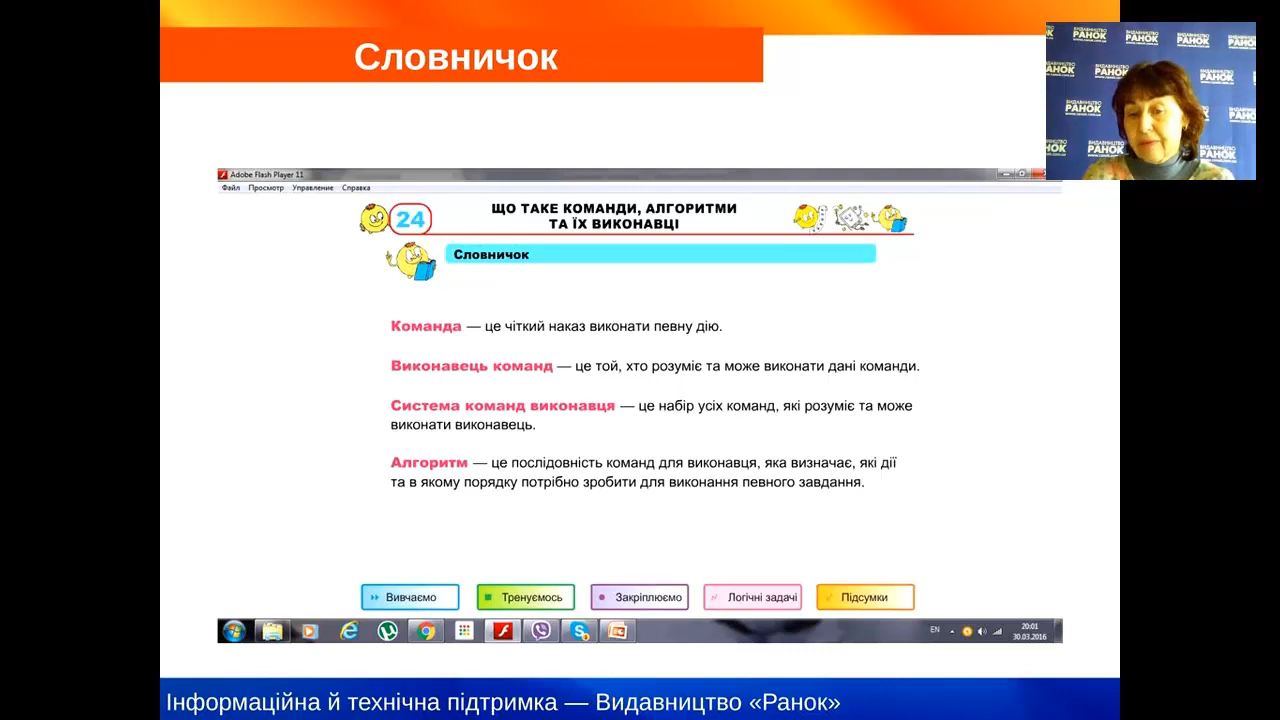 Словничок
ВИДАВНИЦТВО
РАНОК
Adobe Flash Player 11
Файл Просмотр Управление Справка
24
ЩО ТАКЕ КОМАНДИ, АЛГОРИТМИ
ТА ЇХ ВИКОНАВЦІ
Словничок
Команда — це чіткий наказ виконати певну дію.
Виконавець команд — це той, хто розуміє та може виконати дані команди.
Система команд виконавця — це набір усіх команд, які розуміє та може
виконати виконавець.
Алгоритм — це послідовність команд для виконавця, яка визначає, які дії
та в якому порядку потрібно зробити для виконання певного завдання.
Вивчаємо Тренуємось Закріплюємо Логічні задачі Підсумки
EN 20:01
30.03.2016
Інформаційна й технічна підтримка — Видавництво «Ранок»